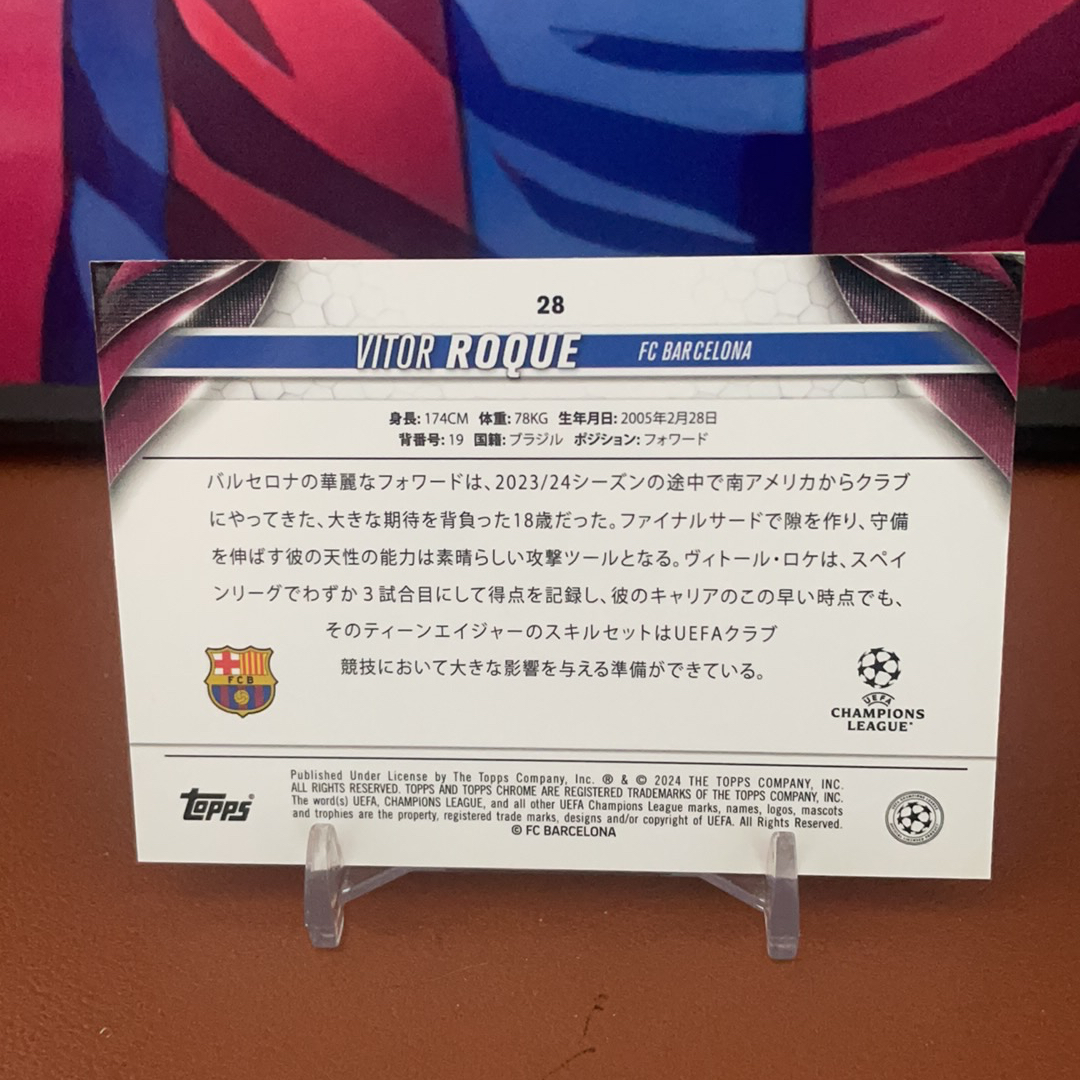 28
VITOR ROQUE FC BARCELONA
身長: 174CM 体重: 78KG 生年月日: 2005年2月28日
背番号: 19 国籍: ブラジル ポジション: フォワード
バルセロナの華麗なフォワードは、2023/24シーズンの途中で南アメリカからクラブ
にやってきた、大きな期待を背負った18歳だった。ファイナルサードで隙を作り、守備
を伸ばす彼の天性の能力は素晴らしい攻撃ツールとなる。ヴィトール・ロケは、スペイ
ンリーグでわずか3試合目にして得点を記録し、彼のキャリアのこの早い時点でも、
そのティーンエイジャーのスキルセットはUEFAクラブ
競技において大きな影響を与える準備ができている。
FCB
UEFA
CHAMPIONS
LEAGUE
topps
Published Under License by The Topps Company, Inc. ® & © 2024 THE TOPPS COMPANY, INC.
ALL RIGHTS RESERVED. TOPPS AND TOPPS CHROME ARE REGISTERED TRADEMARKS OF THE TOPPS COMPANY, INC.
The word(s) UEFA, CHAMPIONS LEAGUE, and all other UEFA Champions League marks, names, logos, mascots
and trophies are the property, registered trade marks, designs and/or copyright of UEFA. All Rights Reserved.
© FC BARCELONA